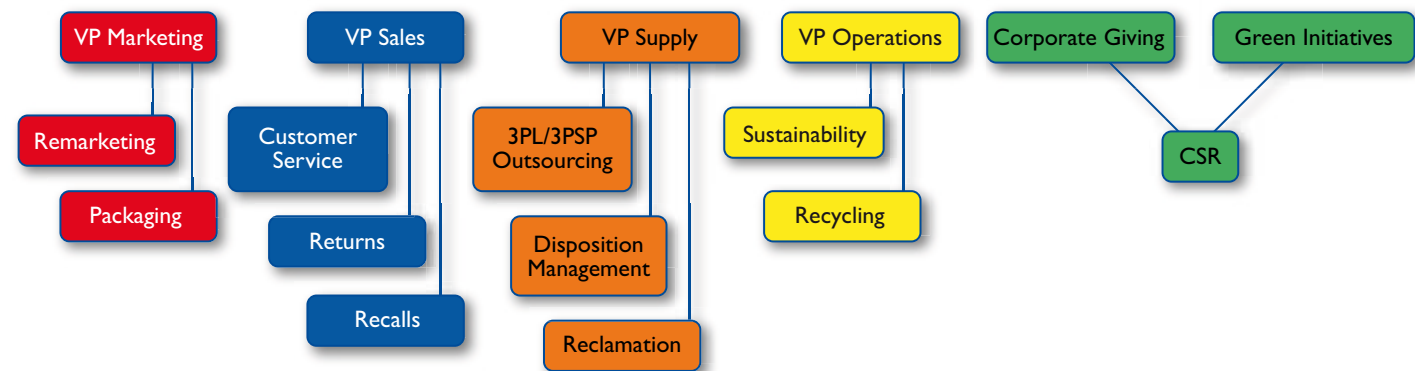 VP Marketing
VP Sales
VP Supply
VP Operations
Corporate Giving
Green Initiatives
Remarketing
Customer
Service
3PL/3PSP
Outsourcing
Sustainability
CSR
Packaging
Returns
Disposition
Management
Recycling
Recalls
Reclamation